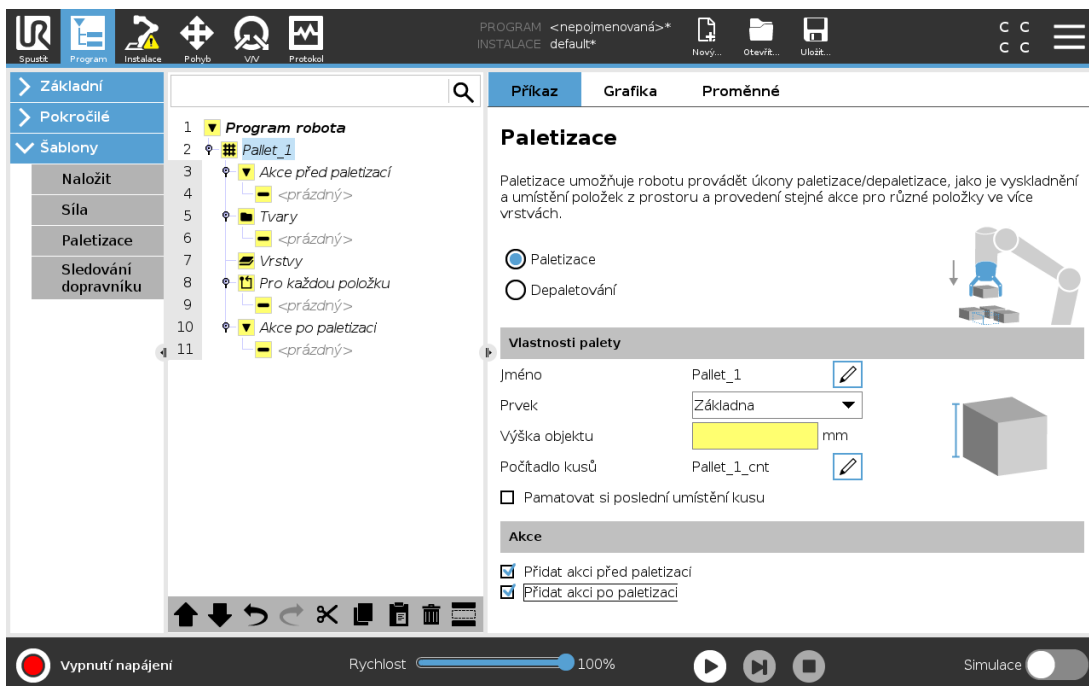 PROGRAM <nepojmenovaná>*
INSTALACE default*
Spustit Program Instalace Pohyb V/V Protokol
Nový... Otevřít... Uložit...
C C
C C
Základní
Pokročilé
Šablony
Naložit
Síla
Paletizace
Sledování
dopravníku
1 Program robota
2 Pallet_1
3 Akce před paletizací
4 <prázdný>
5 Tvary
6 <prázdný>
7 Vrstvy
8 Pro každou položku
9 <prázdný>
10 Akce po paletizaci
11 <prázdný>
Příkaz Grafika Proměnné
Paletizace
Paletizace umožňuje robotu provádět úkony paletizace/depaletizace, jako je vyskladnění
a umístění položek z prostoru a provedení stejné akce pro různé položky ve více
vrstvách.
Paletizace
Depaletování
Vlastnosti palety
Jméno Pallet_1
Prvek Základna
Výška objektu mm
Počítadlo kusů Pallet_1_cnt
Pamatovat si poslední umístění kusu
Akce
Přidat akci před paletizací
Přidat akci po paletizaci
Vypnutí napájení
Rychlost 100%
Simulace